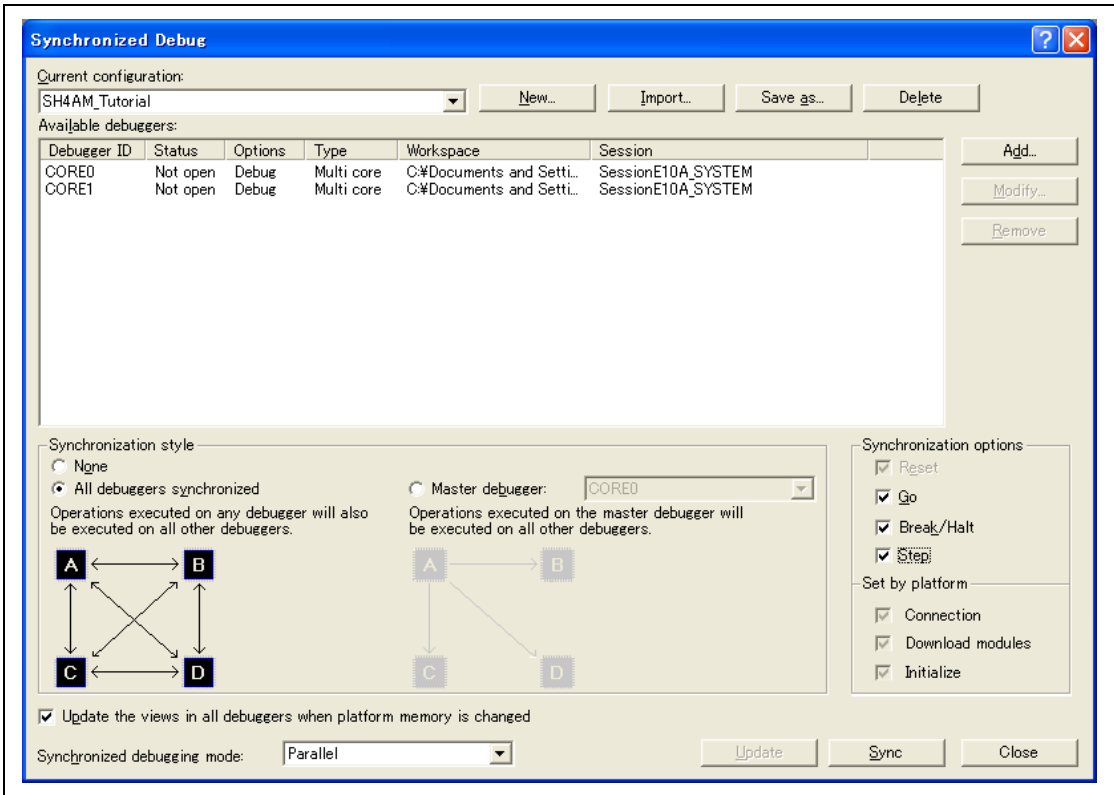 Synchronized Debug
Current configuration:
SH4AM_Tutorial New... Import... Save as... Delete
Available debuggers:
Debugger ID Status Options Type Workspace Session
CORE0 Not open Debug Multi core C:¥Documents and Setti... SessionE10A_SYSTEM
CORE1 Not open Debug Multi core C:¥Documents and Setti... SessionE10A_SYSTEM
Add...
Modify...
Remove
Synchronization style
None
All debuggers synchronized
Operations executed on any debugger will also
be executed on all other debuggers.
A B
C D
Master debugger: CORE0
Operations executed on the master debugger will
be executed on all other debuggers.
A B
C D
Synchronization options
Reset
Go
Break/Halt
Step
Set by platform
Connection
Download modules
Initialize
Update the views in all debuggers when platform memory is changed
Synchronized debugging mode: Parallel Update Sync Close